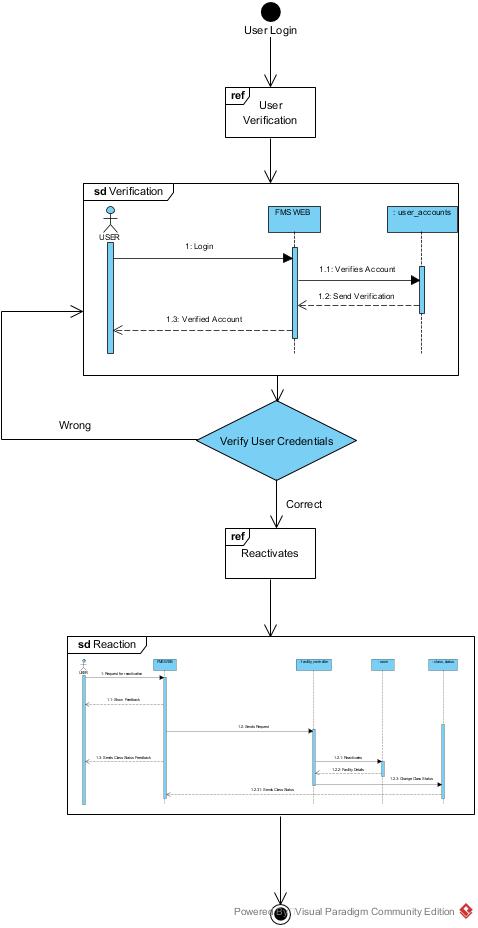 User Login
ref
User
Verification
sd Verification
USER
FMS WEB
: user_accounts
1: Login
1.1: Verifies Account
1.2: Send Verification
1.3: Verified Account
Wrong
Verify User Credentials
Correct
ref
Reactivates
sd Reaction
USER
FMS WEB
: facility_controller
: class_status
1: Request for reactivation
1.1: Show Feedback
1.2: Sends Request
1.3: Sends Class Status Feedback
1.2.1: Reactivates
1.2.2: Facility Details
1.2.3: Change Class Status
1.2.3.1: Sends Class Status
Visual Paradigm Community Edition